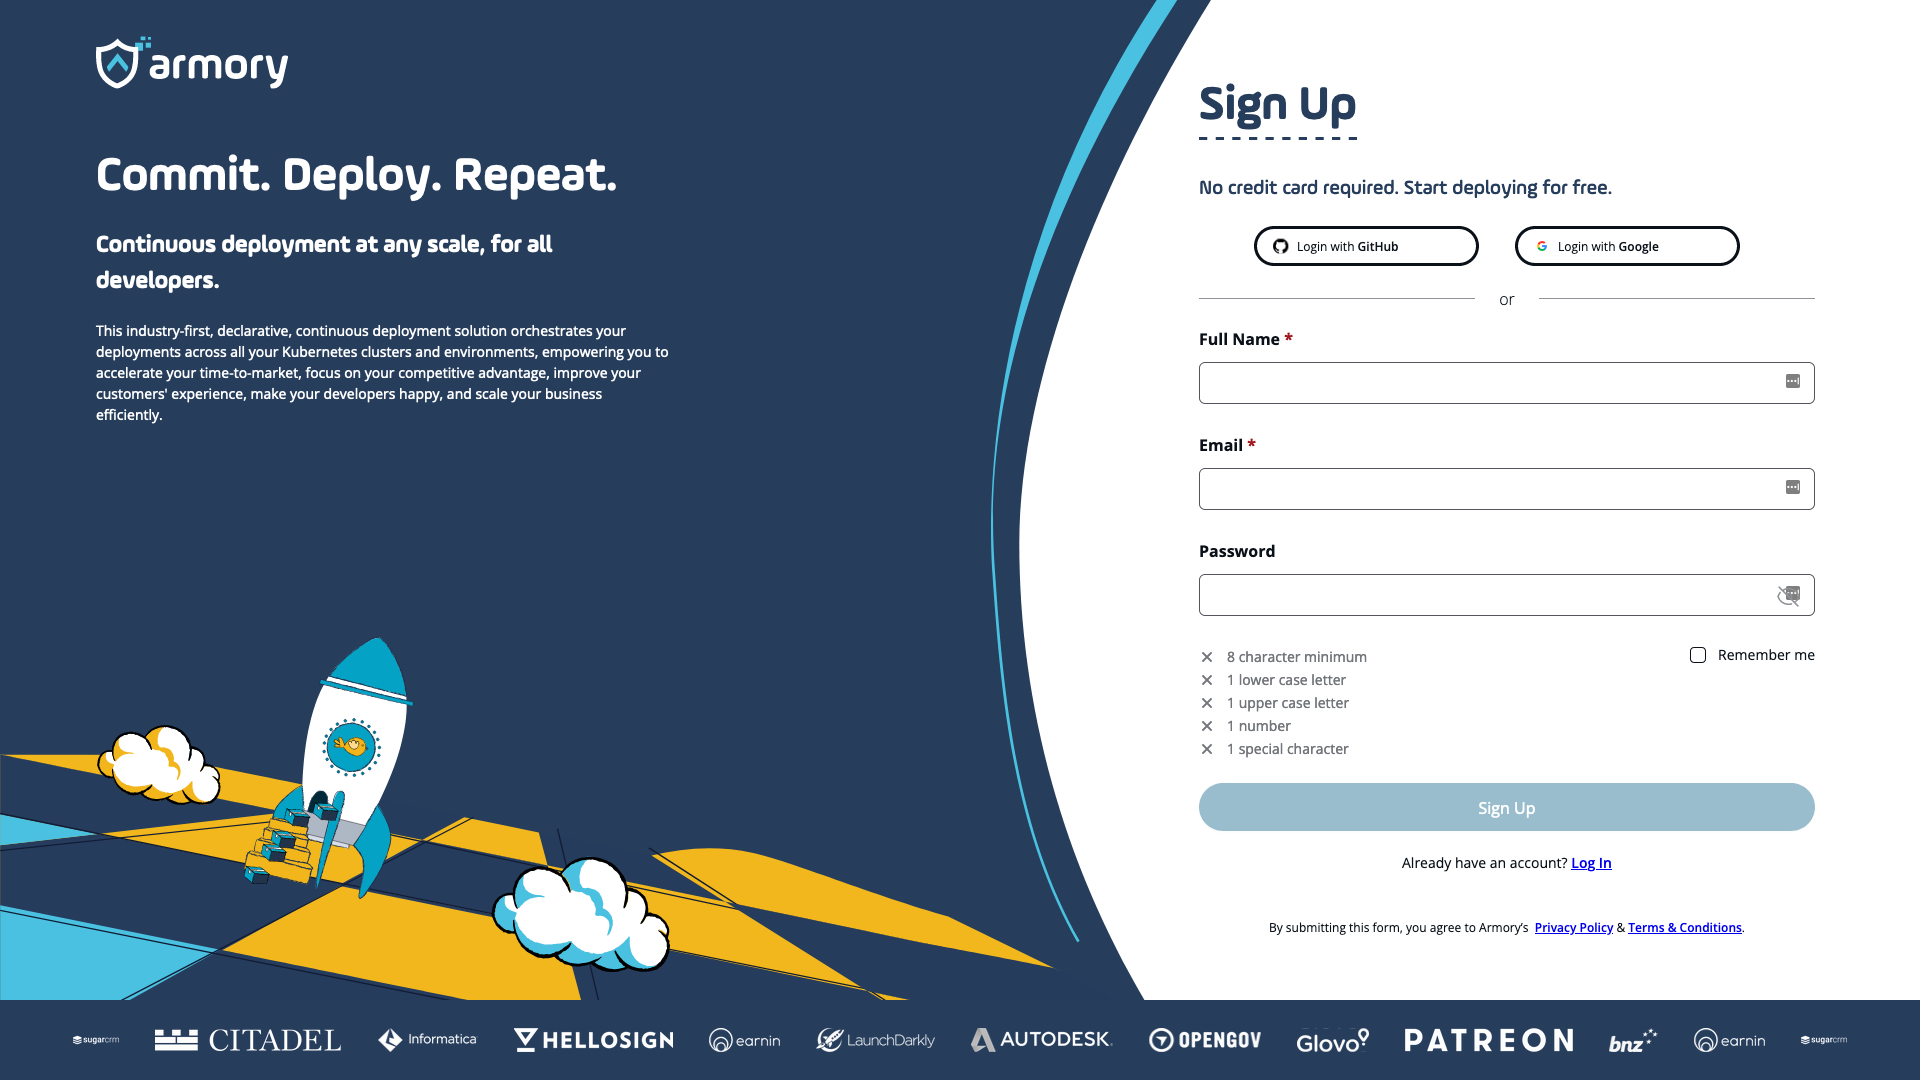 armory
Commit. Deploy. Repeat.
Continuous deployment at any scale, for all
developers.
This industry-first, declarative, continuous deployment solution orchestrates your
deployments across all your Kubernetes clusters and environments, empowering you to
accelerate your time-to-market, focus on your competitive advantage, improve your
customers' experience, make your developers happy, and scale your business
efficiently.
Sign Up
No credit card required. Start deploying for free.
Login with GitHub
Login with Google
or
Full Name *
Email *
Password
8 character minimum
1 lower case letter
1 upper case letter
1 number
1 special character
Remember me
Sign Up
Already have an account? Log In
By submitting this form, you agree to Armory’s Privacy Policy & Terms & Conditions.
sugarcrm CITADEL Informatica HELLOSIGN earnin LaunchDarkly AUTODESK. OPENGOV Glovo PATREON bnz earnin sugarcrm